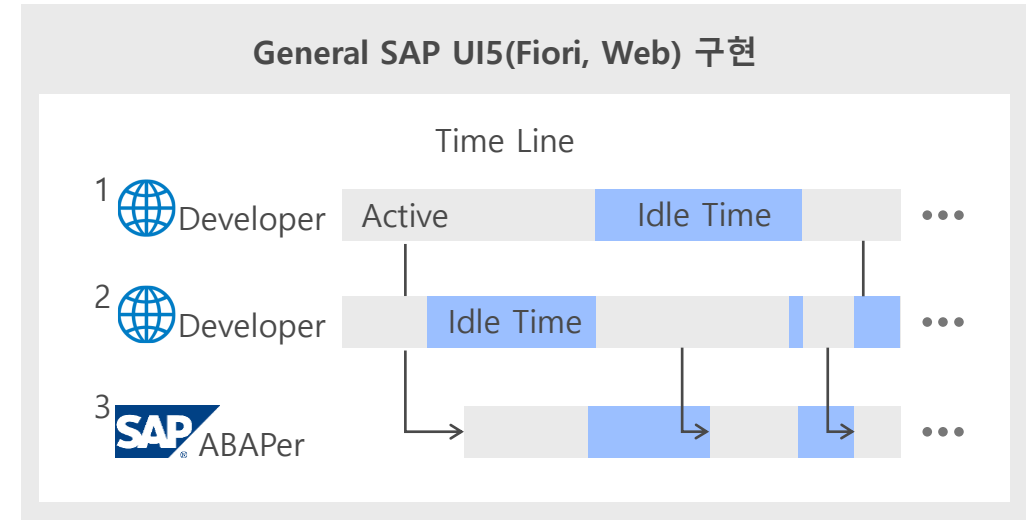 General SAP UI5(Fiori, Web) 구현
Time Line
1 Developer Active Idle Time •••
2 Developer Idle Time •••
3 SAP® ABAPer •••